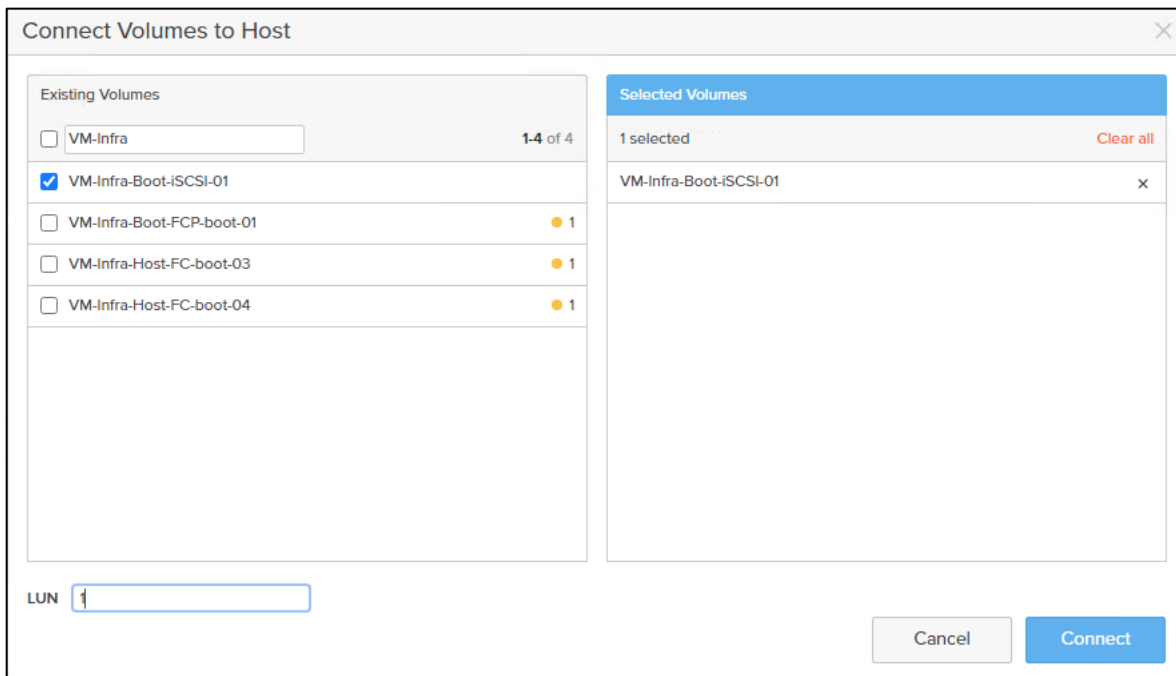 Connect Volumes to Host
Existing Volumes
VM-Infra
1-4 of 4
VM-Infra-Boot-iSCSI-01
VM-Infra-Boot-FCP-boot-01
1
VM-Infra-Host-FC-boot-03
1
VM-Infra-Host-FC-boot-04
1
Selected Volumes
1 selected
Clear all
VM-Infra-Boot-iSCSI-01
LUN
1
Cancel
Connect